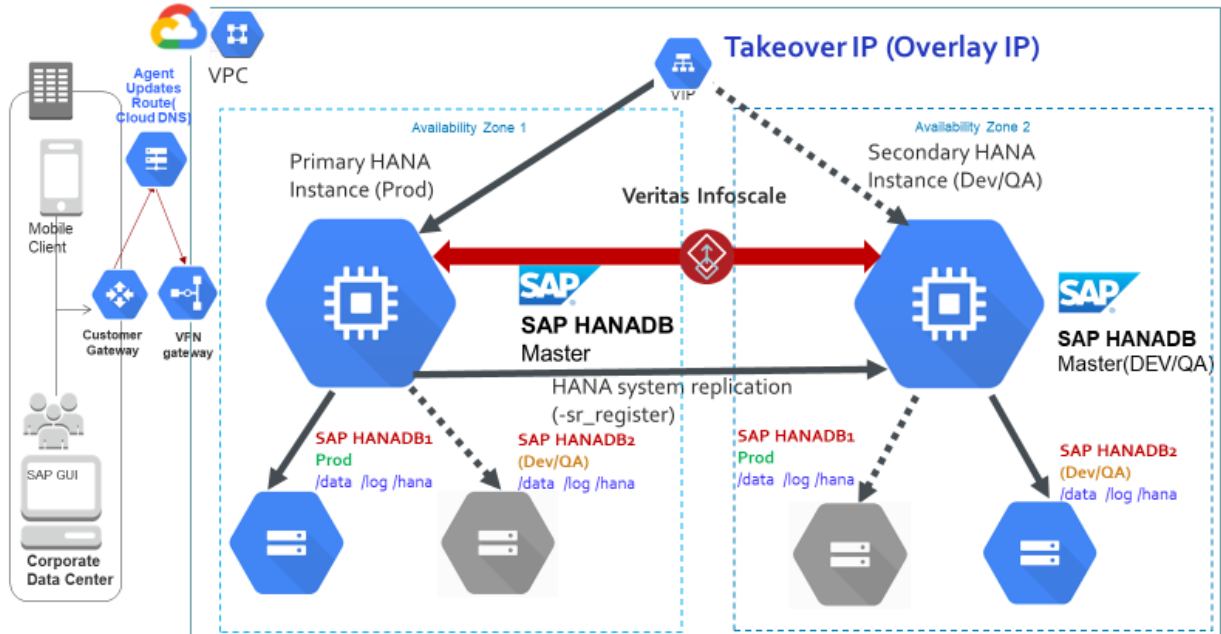 Takeover IP (Overlay IP)
VPC
Agent
Updates
Route(
Cloud DNS)
VIP
Availability Zone 1
Availability Zone 2
Primary HANA
Instance (Prod)
Secondary HANA
Instance (Dev/QA)
Veritas Infoscale
Mobile
Client
Customer
Gateway
VPN
gateway
SAP
SAP HANADB
Master
SAP
SAP HANADB
Master(DEV/QA)
HANA system replication
(-sr_register)
SAP HANADB1
Prod
/data /log /hana
SAP HANADB2
(Dev/QA)
/data /log /hana
SAP HANADB1
Prod
/data /log /hana
SAP HANADB2
(Dev/QA)
/data /log /hana
SAP GUI
Corporate
Data Center